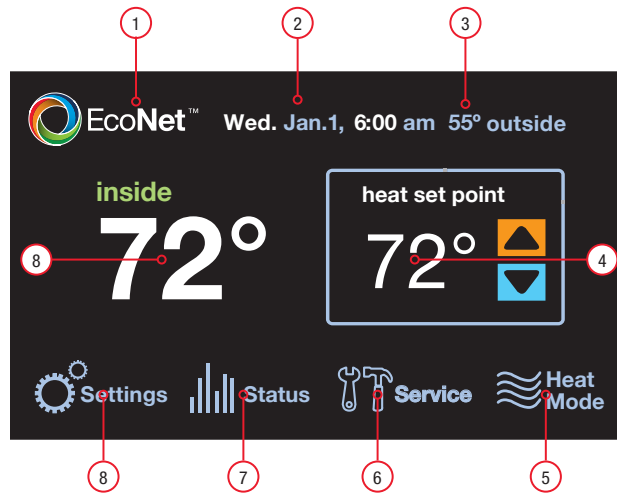 1 2 3
EcoNet™ Wed. Jan.1, 6:00 am 55º outside
inside
72°
heat set point
72°
8
4
Settings
Status
Service
Heat
Mode
8 7 6 5